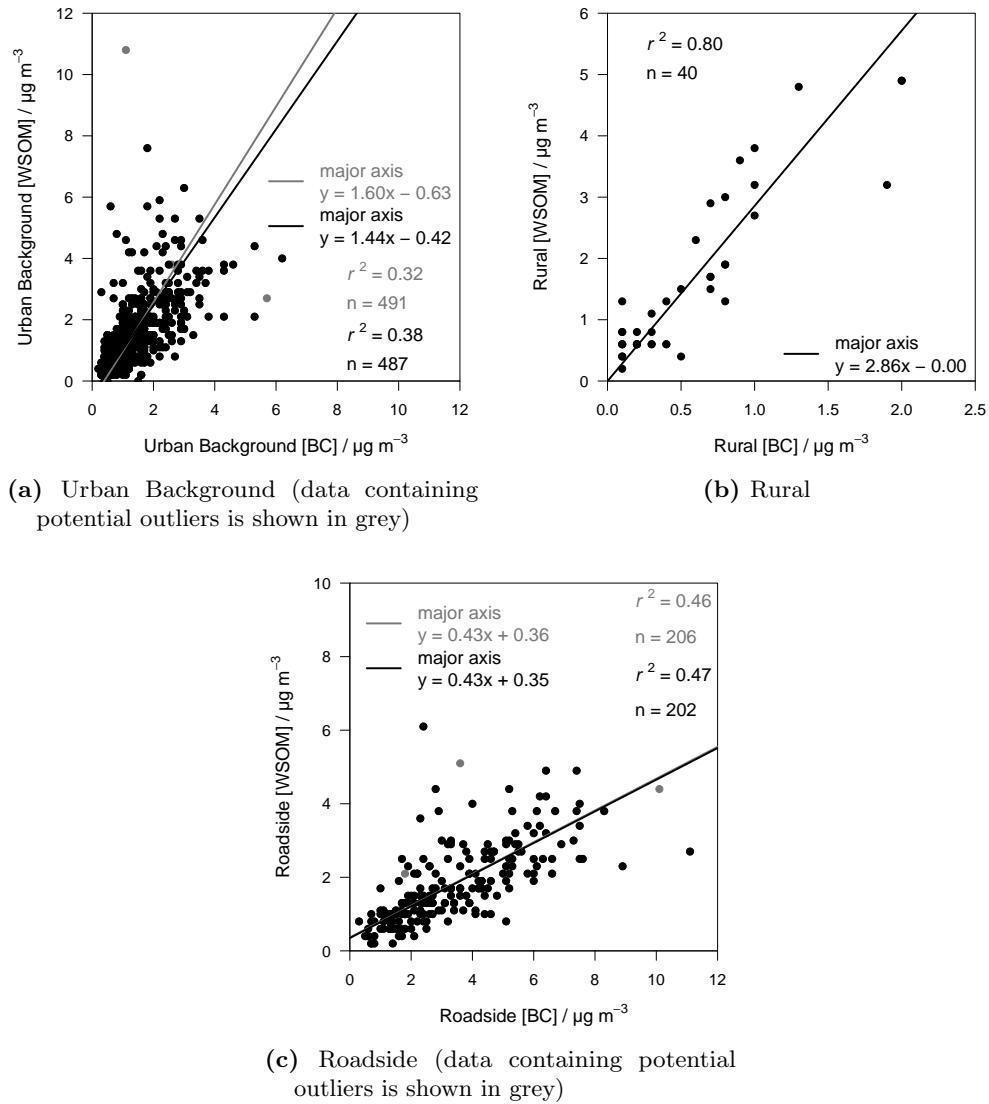 12
10
8
6
4
2
0
0 2 4 6 8 10 12
Urban Background [WSOM] / µg m⁻³
Urban Background [BC] / µg m⁻³
major axis
y = 1.60x − 0.63
major axis
y = 1.44x − 0.42
r ² = 0.32
n = 491
r ² = 0.38
n = 487
(a) Urban Background (data containing
potential outliers is shown in grey)
6
5
4
3
2
1
0
0.0 0.5 1.0 1.5 2.0 2.5
Rural [WSOM] / µg m⁻³
Rural [BC] / µg m⁻³
r ² = 0.80
n = 40
major axis
y = 2.86x − 0.00
(b) Rural
10
8
6
4
2
0
0 2 4 6 8 10 12
Roadside [WSOM] / µg m⁻³
Roadside [BC] / µg m⁻³
major axis
y = 0.43x + 0.36
major axis
y = 0.43x + 0.35
r ² = 0.46
n = 206
r ² = 0.47
n = 202
(c) Roadside (data containing potential
outliers is shown in grey)